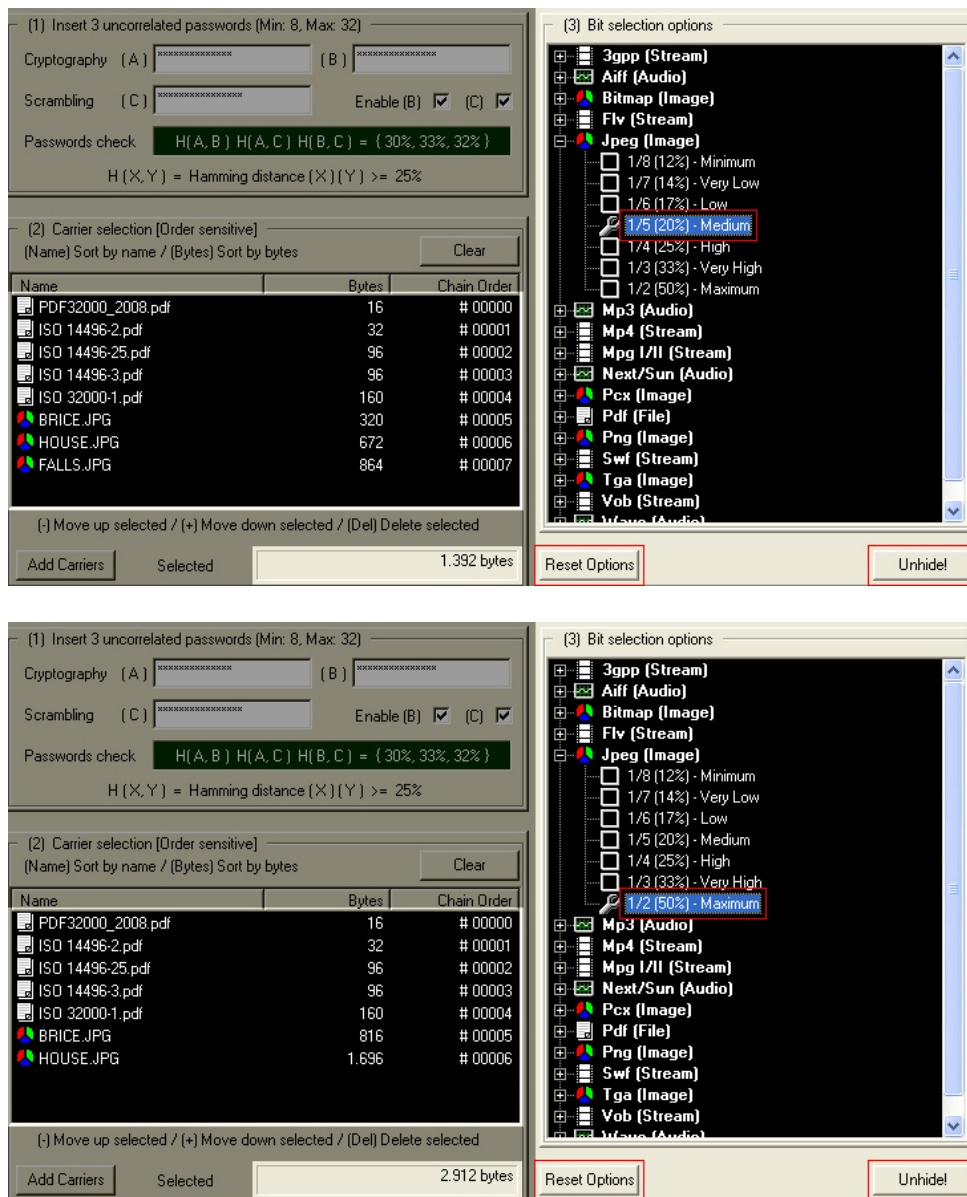 (1) Insert 3 uncorrelated passwords (Min: 8, Max: 32)
Cryptography (A) *************** (B) ****************
Scrambling (C) ****************** Enable (B) (C)
Passwords check H(A,B) H(A,C) H(B,C) = {30%, 33%, 32%}
H (X,Y) = Hamming distance (X)(Y) >= 25%
(2) Carrier selection [Order sensitive]
(Name) Sort by name / (Bytes) Sort by bytes Clear
Name Bytes Chain Order
PDF32000_2008.pdf 16 # 00000
ISO 14496-2.pdf 32 # 00001
ISO 14496-25.pdf 96 # 00002
ISO 14496-3.pdf 96 # 00003
ISO 32000-1.pdf 160 # 00004
BRICE.JPG 320 # 00005
HOUSE.JPG 672 # 00006
FALLS.JPG 864 # 00007
(-) Move up selected / (+) Move down selected / (Del) Delete selected
Add Carriers Selected 1.392 bytes
(3) Bit selection options
3gpp (Stream)
Aiff (Audio)
Bitmap (Image)
Flv (Stream)
Jpeg (Image)
1/8 (12%) - Minimum
1/7 (14%) - Very Low
1/6 (17%) - Low
1/5 (20%) - Medium
1/4 (25%) - High
1/3 (33%) - Very High
1/2 (50%) - Maximum
Mp3 (Audio)
Mp4 (Stream)
Mpg I/II (Stream)
Next/Sun (Audio)
Pcx (Image)
Pdf (File)
Png (Image)
Swf (Stream)
Tga (Image)
Vob (Stream)
Wave (Audio)
Reset Options Unhide!
(1) Insert 3 uncorrelated passwords (Min: 8, Max: 32)
Cryptography (A) *************** (B) ****************
Scrambling (C) ****************** Enable (B) (C)
Passwords check H(A,B) H(A,C) H(B,C) = {30%, 33%, 32%}
H (X,Y) = Hamming distance (X)(Y) >= 25%
(2) Carrier selection [Order sensitive]
(Name) Sort by name / (Bytes) Sort by bytes Clear
Name Bytes Chain Order
PDF32000_2008.pdf 16 # 00000
ISO 14496-2.pdf 32 # 00001
ISO 14496-25.pdf 96 # 00002
ISO 14496-3.pdf 96 # 00003
ISO 32000-1.pdf 160 # 00004
BRICE.JPG 816 # 00005
HOUSE.JPG 1.696 # 00006
(-) Move up selected / (+) Move down selected / (Del) Delete selected
Add Carriers Selected 2.912 bytes
(3) Bit selection options
3gpp (Stream)
Aiff (Audio)
Bitmap (Image)
Flv (Stream)
Jpeg (Image)
1/8 (12%) - Minimum
1/7 (14%) - Very Low
1/6 (17%) - Low
1/5 (20%) - Medium
1/4 (25%) - High
1/3 (33%) - Very High
1/2 (50%) - Maximum
Mp3 (Audio)
Mp4 (Stream)
Mpg I/II (Stream)
Next/Sun (Audio)
Pcx (Image)
Pdf (File)
Png (Image)
Swf (Stream)
Tga (Image)
Vob (Stream)
Wave (Audio)
Reset Options Unhide!